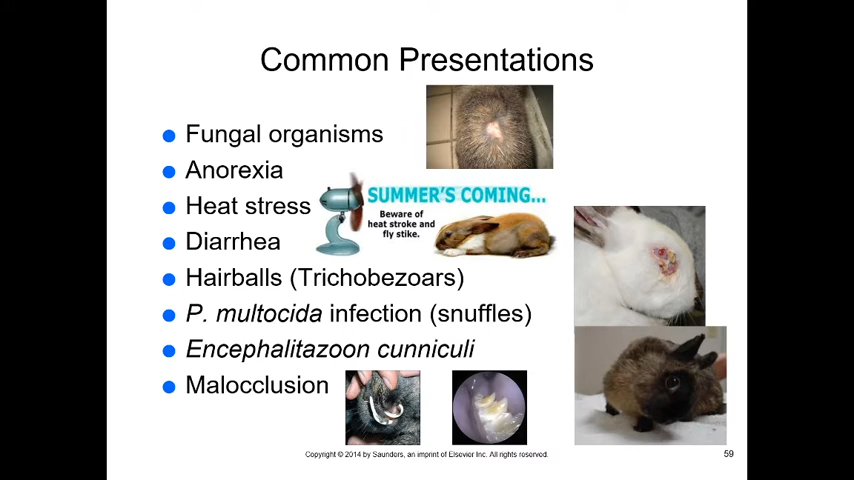 Common Presentations
Fungal organisms
Anorexia
Heat stress
SUMMER'S COMING...
Beware of
heat stroke and
fly stike.
Diarrhea
Hairballs (Trichobezoars)
P. multocida infection (snuffles)
Encephalitazoon cunniculi
Malocclusion
Copyright © 2014 by Saunders, an imprint of Elsevier Inc. All rights reserved.
59